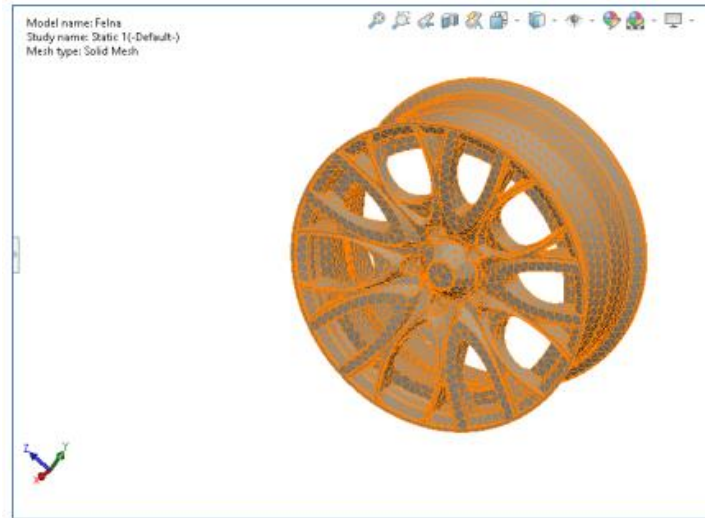 Model name: Felna
Study name: Static 1(-Default-)
Mesh type: Solid Mesh
Z
Y
X